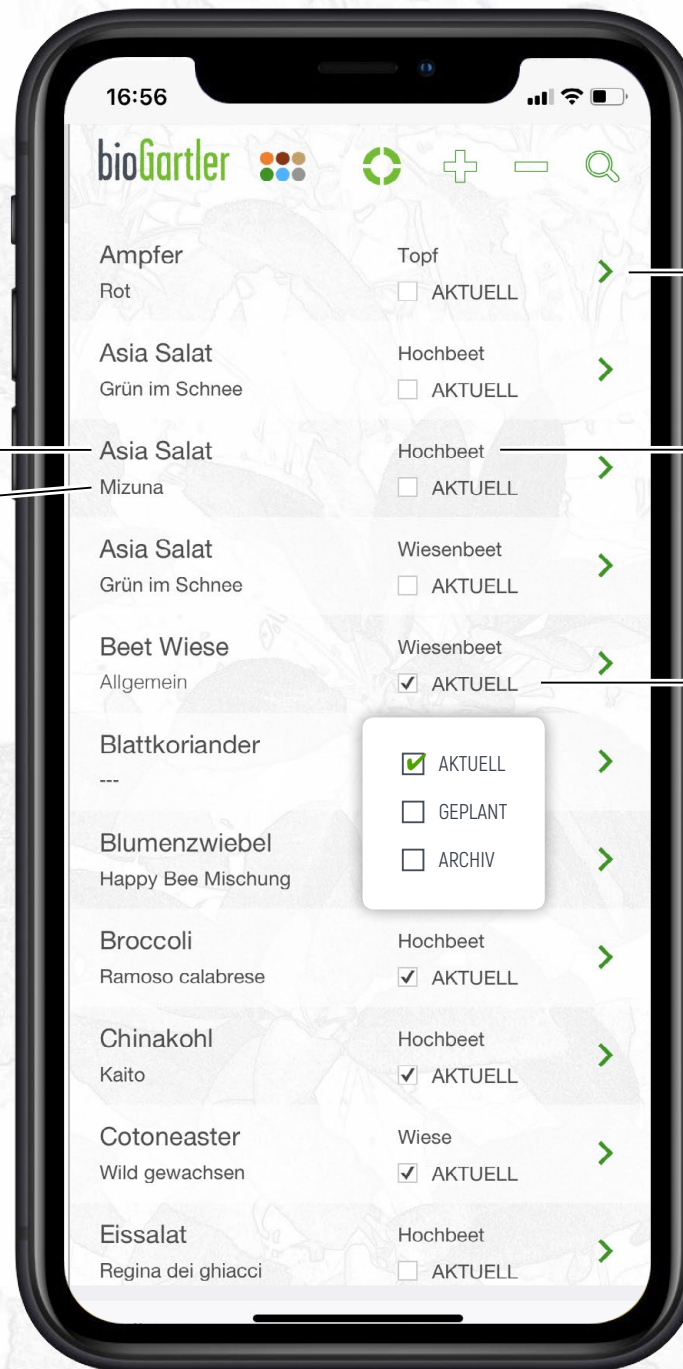 16:56
bioGartler
Ampfer
Topf
Rot
AKTUELL
Asia Salat
Hochbeet
Grün im Schnee
AKTUELL
Asia Salat
Hochbeet
Mizuna
AKTUELL
Asia Salat
Wiesenbeet
Grün im Schnee
AKTUELL
Beet Wiese
Wiesenbeet
Allgemein
AKTUELL
Blattkoriander
---
AKTUELL
GEPLANT
ARCHIV
Blumenzwiebel
Happy Bee Mischung
Broccoli
Hochbeet
Ramoso calabrese
AKTUELL
Chinakohl
Hochbeet
Kaito
AKTUELL
Cotoneaster
Wiese
Wild gewachsen
AKTUELL
Eissalat
Hochbeet
Regina dei ghiacci
AKTUELL